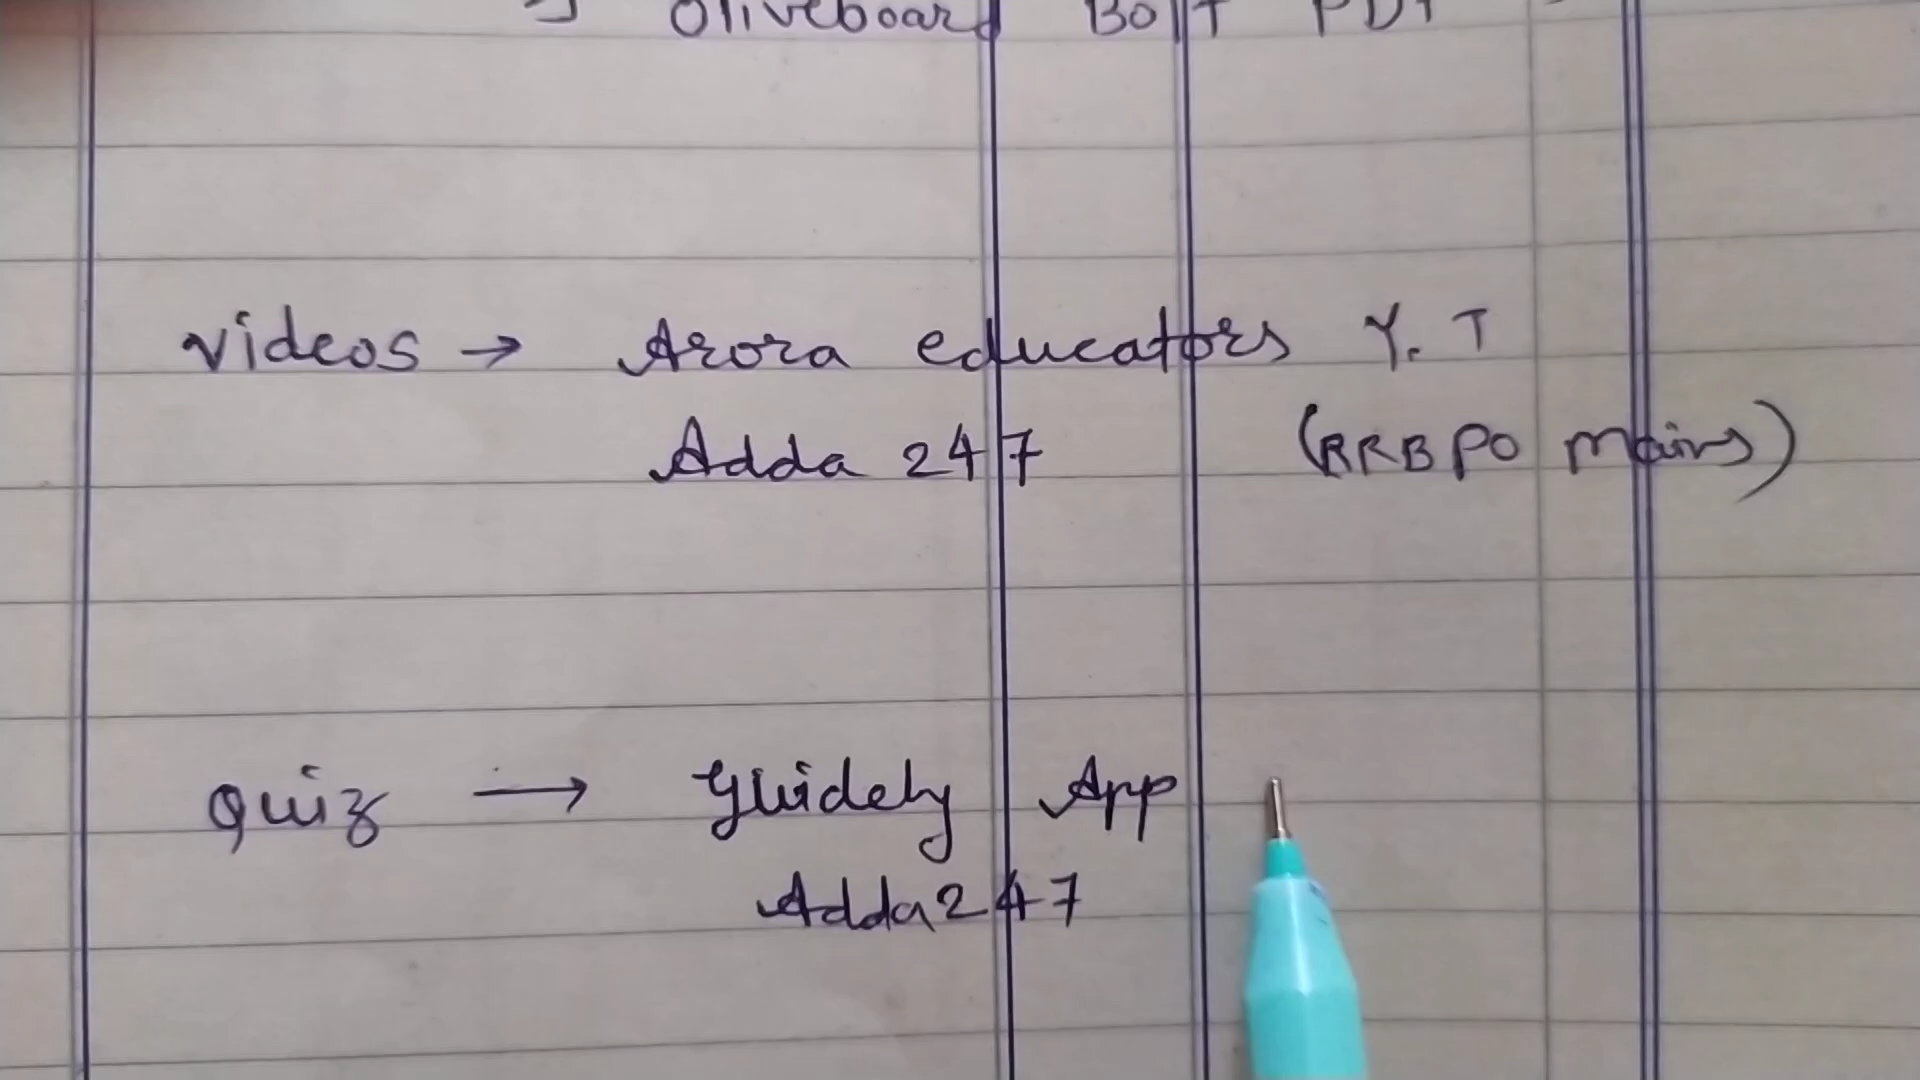 Oliveboard Bolt PDF
videos → Arora educators Y.T
Adda 247 (RRB PO mains)
Quiz → Guidely App
Adda247